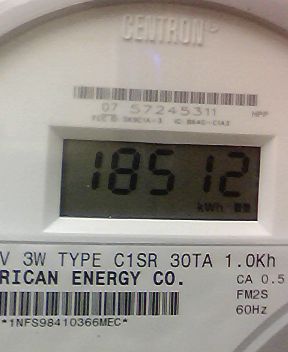 CENTRON®
07 57245311 HPP
18512
kWh
V 3W TYPE C1SR 30TA 1.0Kh
RICAN ENERGY CO. CA 0.5
FM2S
60Hz
*1NFS98410366MEC*